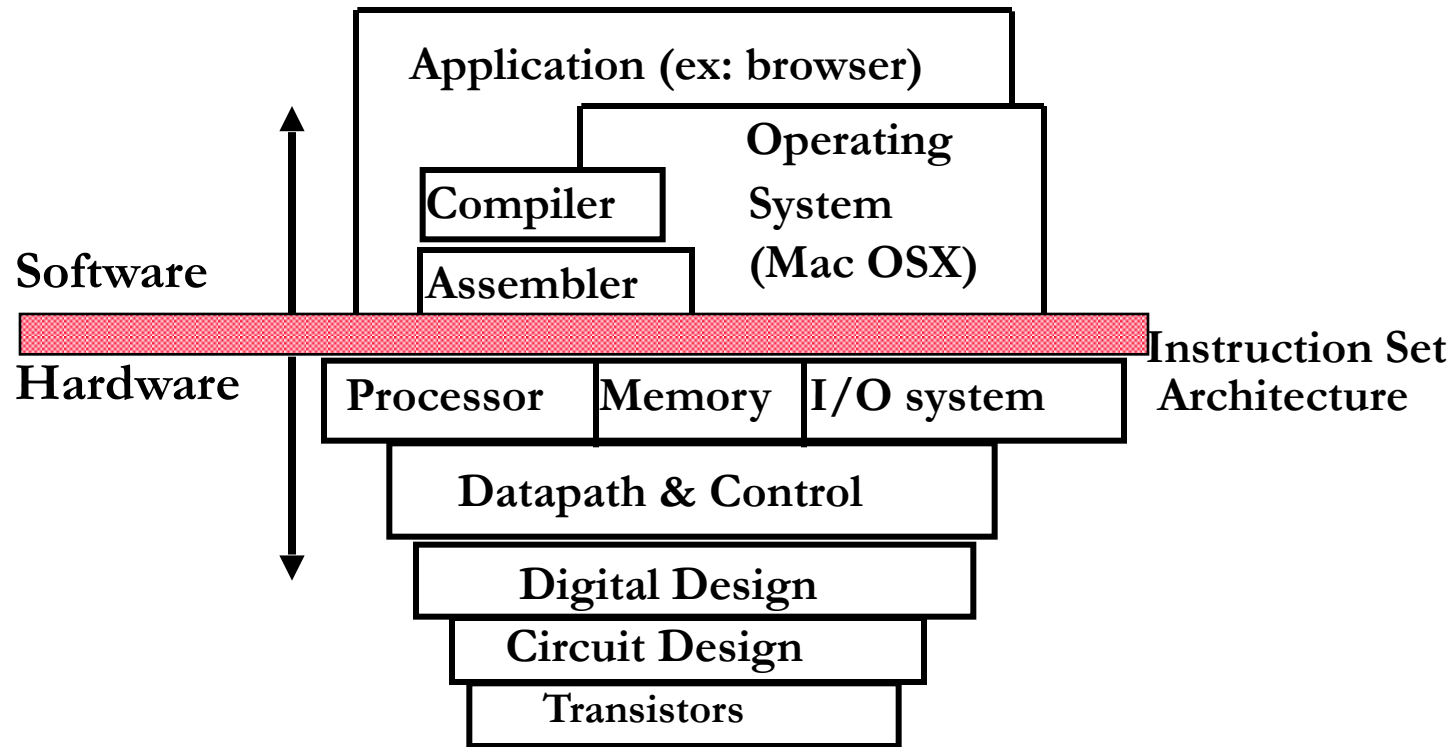 Application (ex: browser)
Operating
Compiler
System
(Mac OSX)
Software
Assembler
Instruction Set
Hardware
Architecture
Processor
Memory
I/O system
Datapath & Control
Digital Design
Circuit Design
Transistors